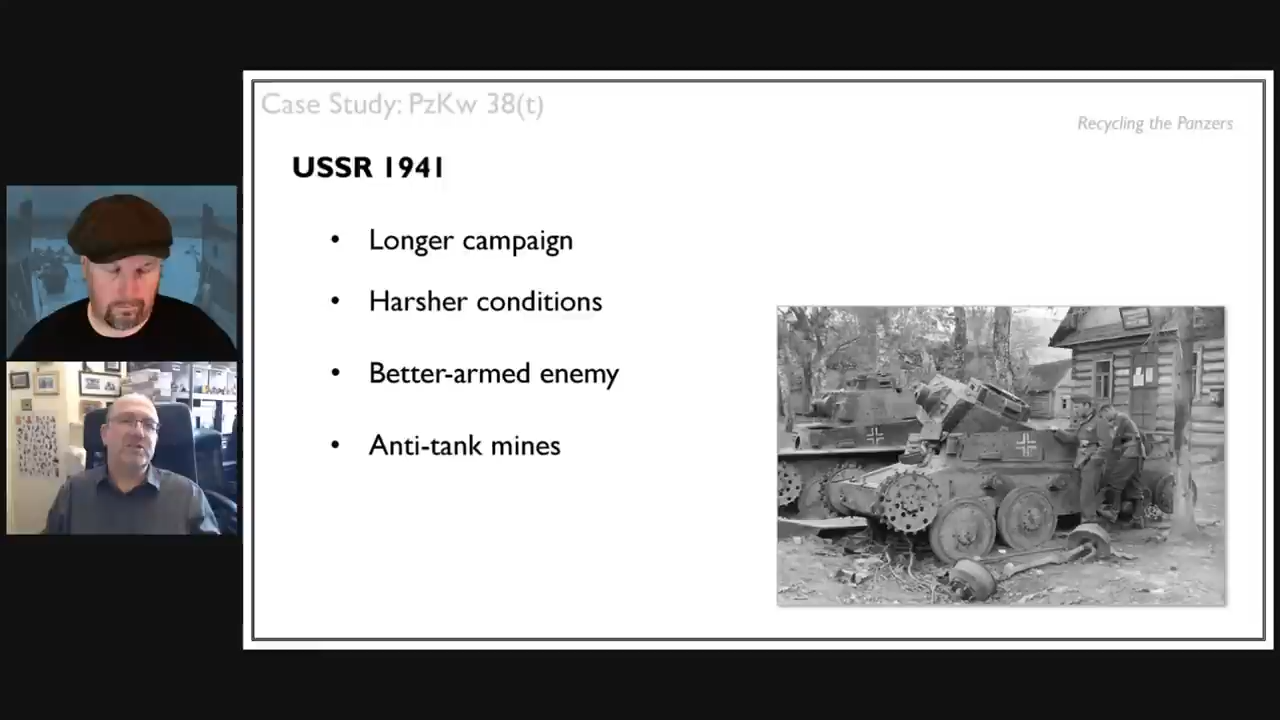 Case Study: PzKw 38(t)
Recycling the Panzers
USSR 1941
• Longer campaign
• Harsher conditions
• Better-armed enemy
• Anti-tank mines